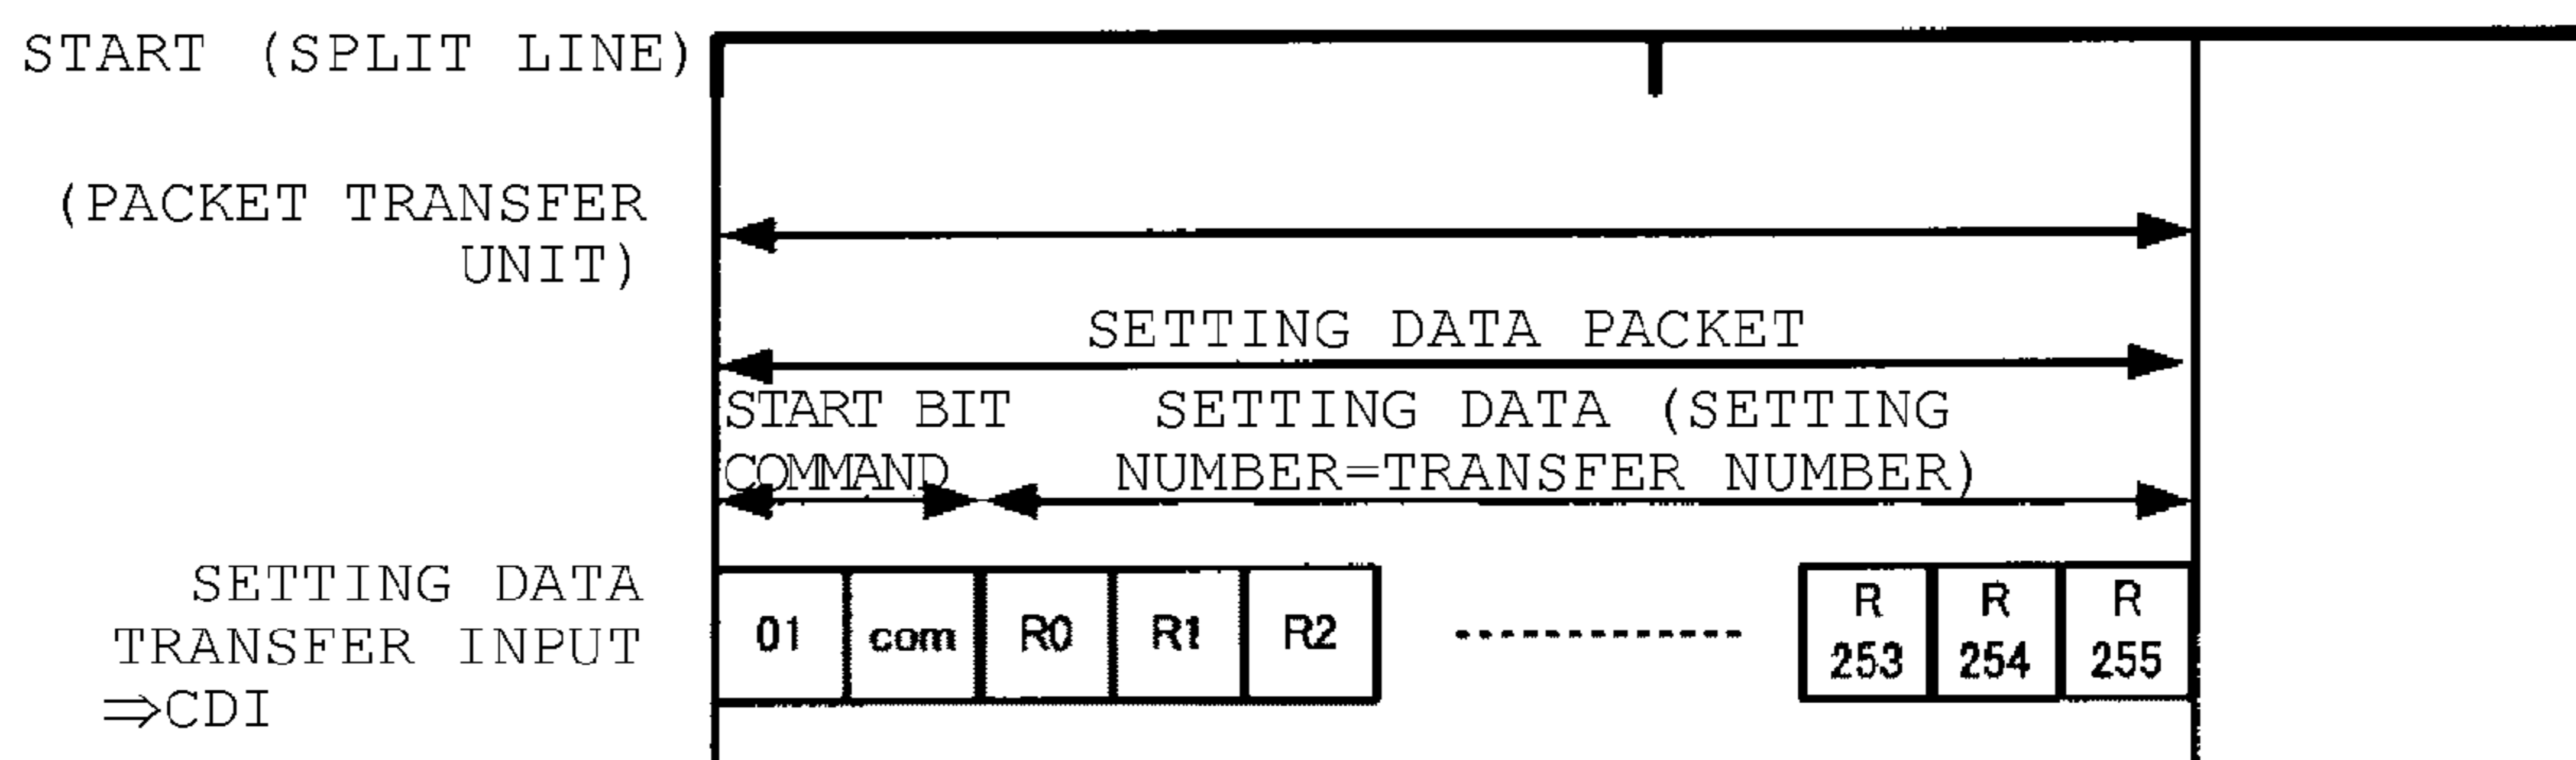 START (SPLIT LINE)
(PACKET TRANSFER
UNIT)
SETTING DATA PACKET
START BIT
COMMAND
SETTING DATA (SETTING
NUMBER=TRANSFER NUMBER)
SETTING DATA
TRANSFER INPUT
⇒CDI
01 com R0 R1 R2 R R R
253 254 255